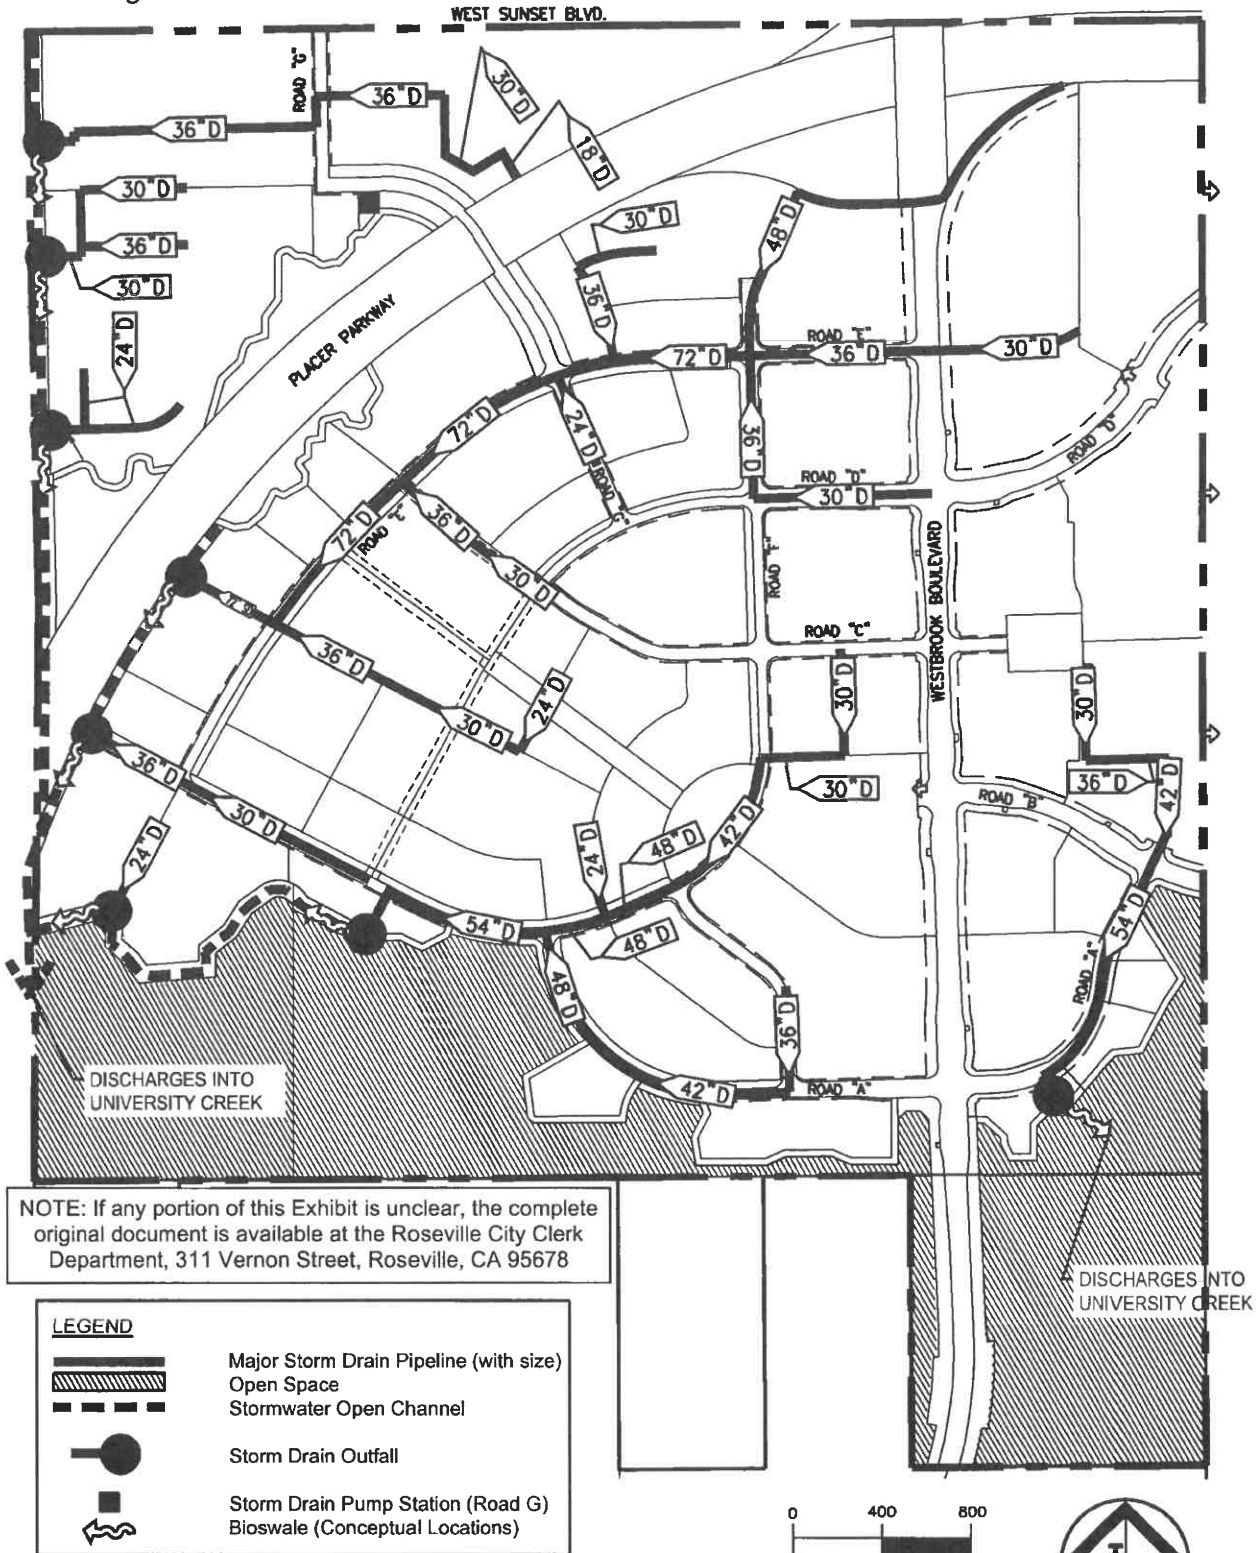 WEST SUNSET BLVD.
ROAD "G"
36"D
30"D
18"D
36"D
30"D
36"D
30"D
24"D
PLACER PARKWAY
30"D
36"D
48"D
ROAD "E"
72"D
36"D
30"D
72"D
24"D
36"D
ROAD "D"
ROAD "G"
ROAD "D"
30"D
72"D
ROAD "E"
36"D
30"D
ROAD "F"
WESTBROOK BOULEVARD
ROAD "C"
36"D
24"D
30"D
30"D
30"D
36"D
30"D
36"D
42"D
ROAD "B"
30"D
24"D
24"D
48"D
42"D
54"D
48"D
54"D
ROAD "A"
48"D
36"D
42"D
ROAD "A"
DISCHARGES INTO
UNIVERSITY CREEK
NOTE: If any portion of this Exhibit is unclear, the complete
original document is available at the Roseville City Clerk
Department, 311 Vernon Street, Roseville, CA 95678
DISCHARGES INTO
UNIVERSITY CREEK
LEGEND
Major Storm Drain Pipeline (with size)
Open Space
Stormwater Open Channel
Storm Drain Outfall
Storm Drain Pump Station (Road G)
Bioswale (Conceptual Locations)
0 400 800